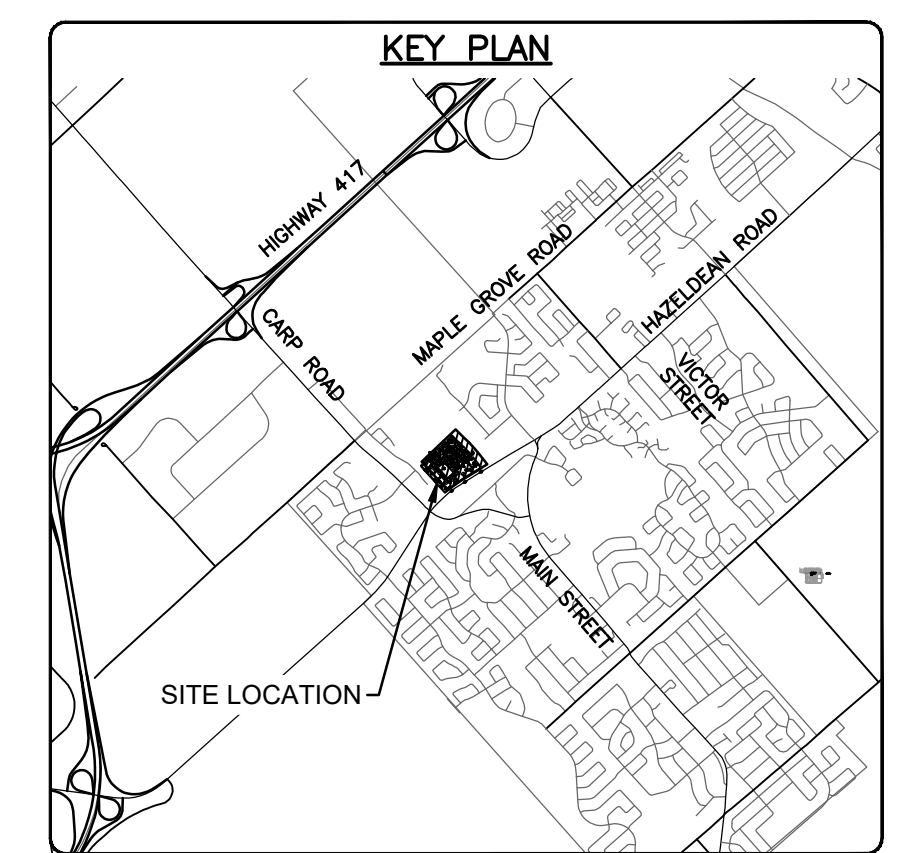 KEY PLAN
HIGHWAY 417
MAPLE GROVE ROAD
HAZELDEAN ROAD
CARP ROAD
VICTOR
STREET
MAIN STREET
SITE LOCATION